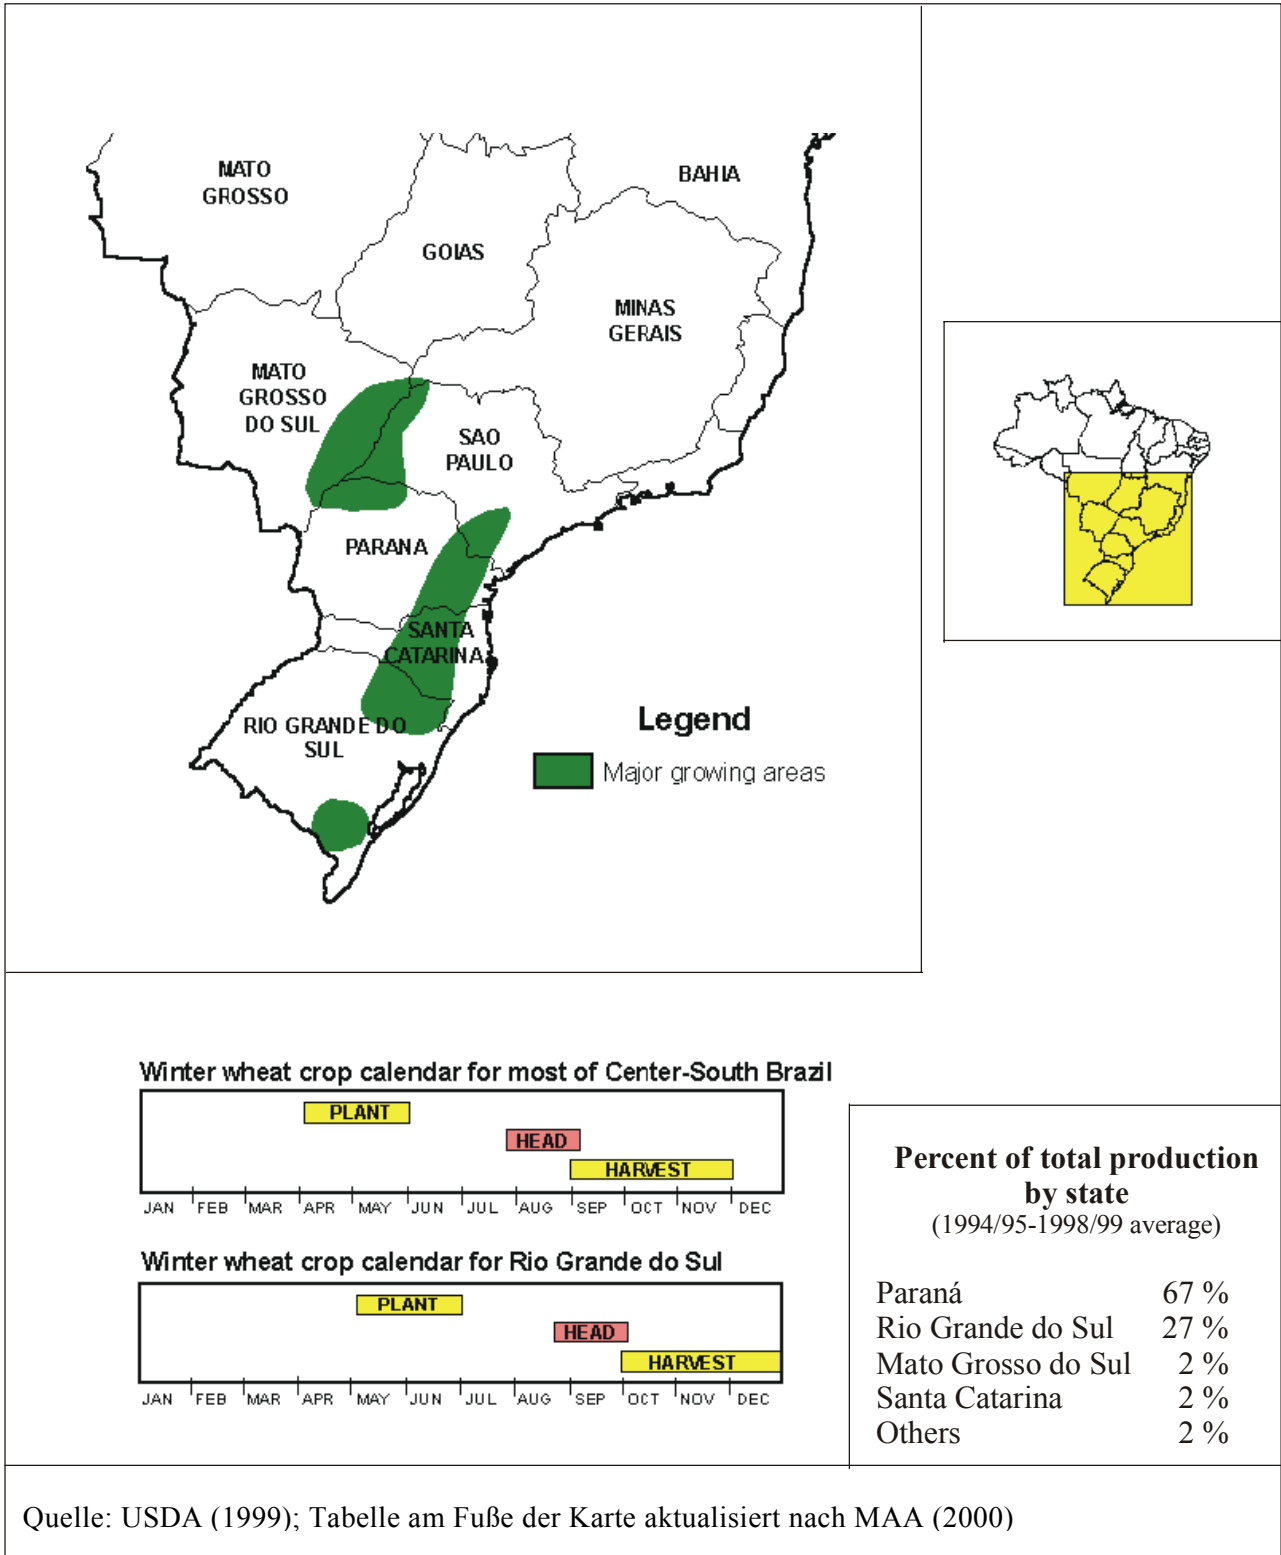 MATO
GROSSO
BAHIA
GOIAS
MINAS
GERAIS
MATO
GROSSO
DO SUL
SAO
PAULO
PARANA
SANTA
CATARINA
RIO GRANDE DO
SUL
Legend
Major growing areas
Winter wheat crop calendar for most of Center-South Brazil
PLANT
HEAD
HARVEST
JAN FEB MAR APR MAY JUN JUL AUG SEP OCT NOV DEC
Winter wheat crop calendar for Rio Grande do Sul
PLANT
HEAD
HARVEST
JAN FEB MAR APR MAY JUN JUL AUG SEP OCT NOV DEC
Percent of total production
by state
(1994/95-1998/99 average)
Paraná 67 %
Rio Grande do Sul 27 %
Mato Grosso do Sul 2 %
Santa Catarina 2 %
Others 2 %
Quelle: USDA (1999); Tabelle am Fuße der Karte aktualisiert nach MAA (2000)